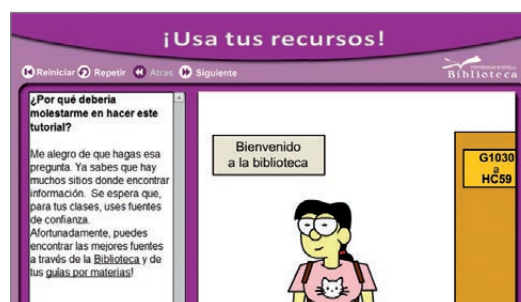 ¡Usa tus recursos!
Reiniciar Repetir Atras Siguiente
Biblioteca
¿Por qué debería
molestarme en hacer este
tutorial?
Me alegro de que hagas esa
pregunta. Ya sabes que hay
muchos sitios donde encontrar
información. Se espera que,
para tus clases, uses fuentes
de confianza.
Afortunadamente, puedes
encontrar las mejores fuentes
a través de la Biblioteca y de
tus guías por materias!
Bienvenido
a la biblioteca
G1030
a
HC59